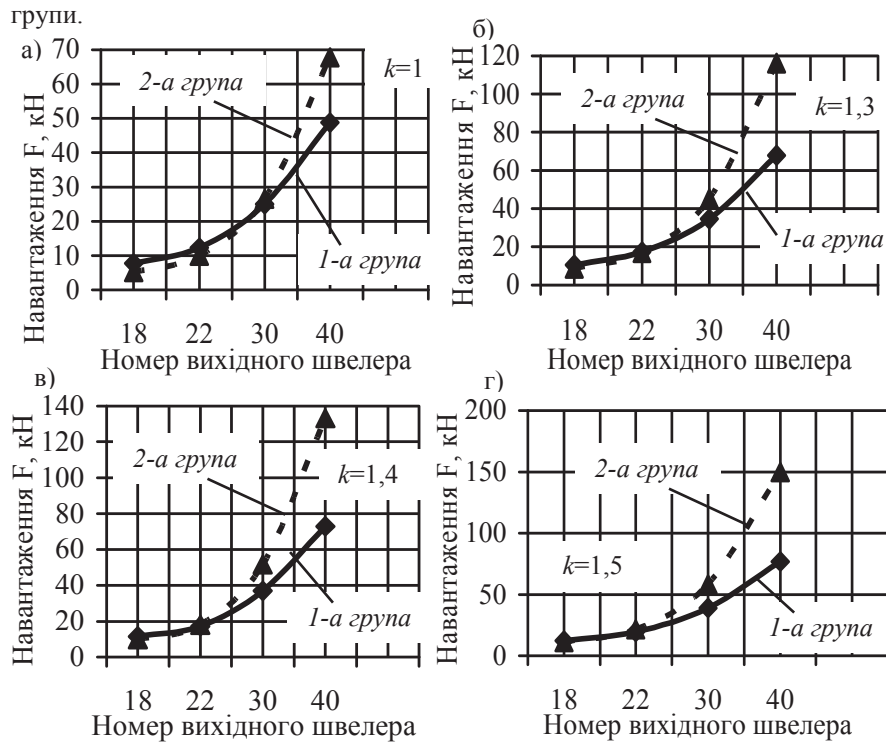 групи.
а)
70
60
50
40
30
20
10
0
Навантаження F, кН
2-а група
k=1
1-а група
18 22 30 40
Номер вихідного швелера
б)
120
100
80
60
40
20
0
Навантаження F, кН
2-а група
k=1,3
1-а група
18 22 30 40
Номер вихідного швелера
в)
140
120
100
80
60
40
20
0
Навантаження F, кН
2-а група
k=1,4
1-а група
18 22 30 40
Номер вихідного швелера
г)
200
150
100
50
0
Навантаження F, кН
2-а група
k=1,5
1-а група
18 22 30 40
Номер вихідного швелера